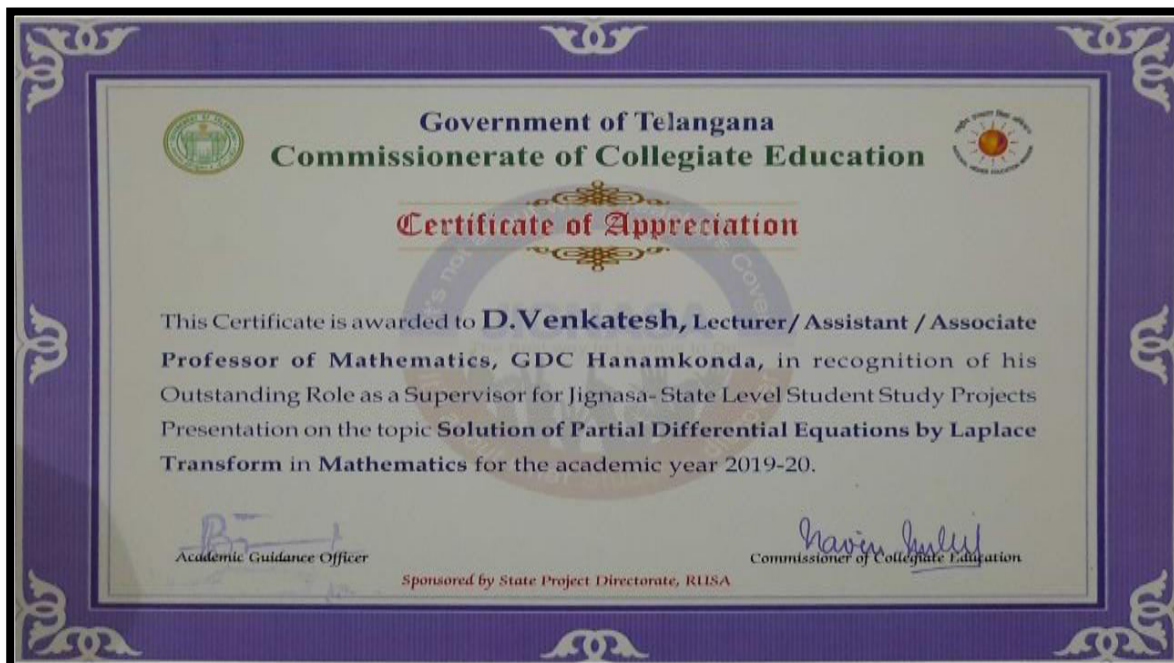 Government of Telangana
Commissionerate of Collegiate Education
Certificate of Appreciation
This Certificate is awarded to D.Venkatesh, Lecturer/ Assistant / Associate
Professor of Mathematics, GDC Hanamkonda, in recognition of his
Outstanding Role as a Supervisor for Jignasa- State Level Student Study Projects
Presentation on the topic Solution of Partial Differential Equations by Laplace
Transform in Mathematics for the academic year 2019-20.
Academic Guidance Officer
Commissioner of Collegiate Education
Sponsored by State Project Directorate, RUSA